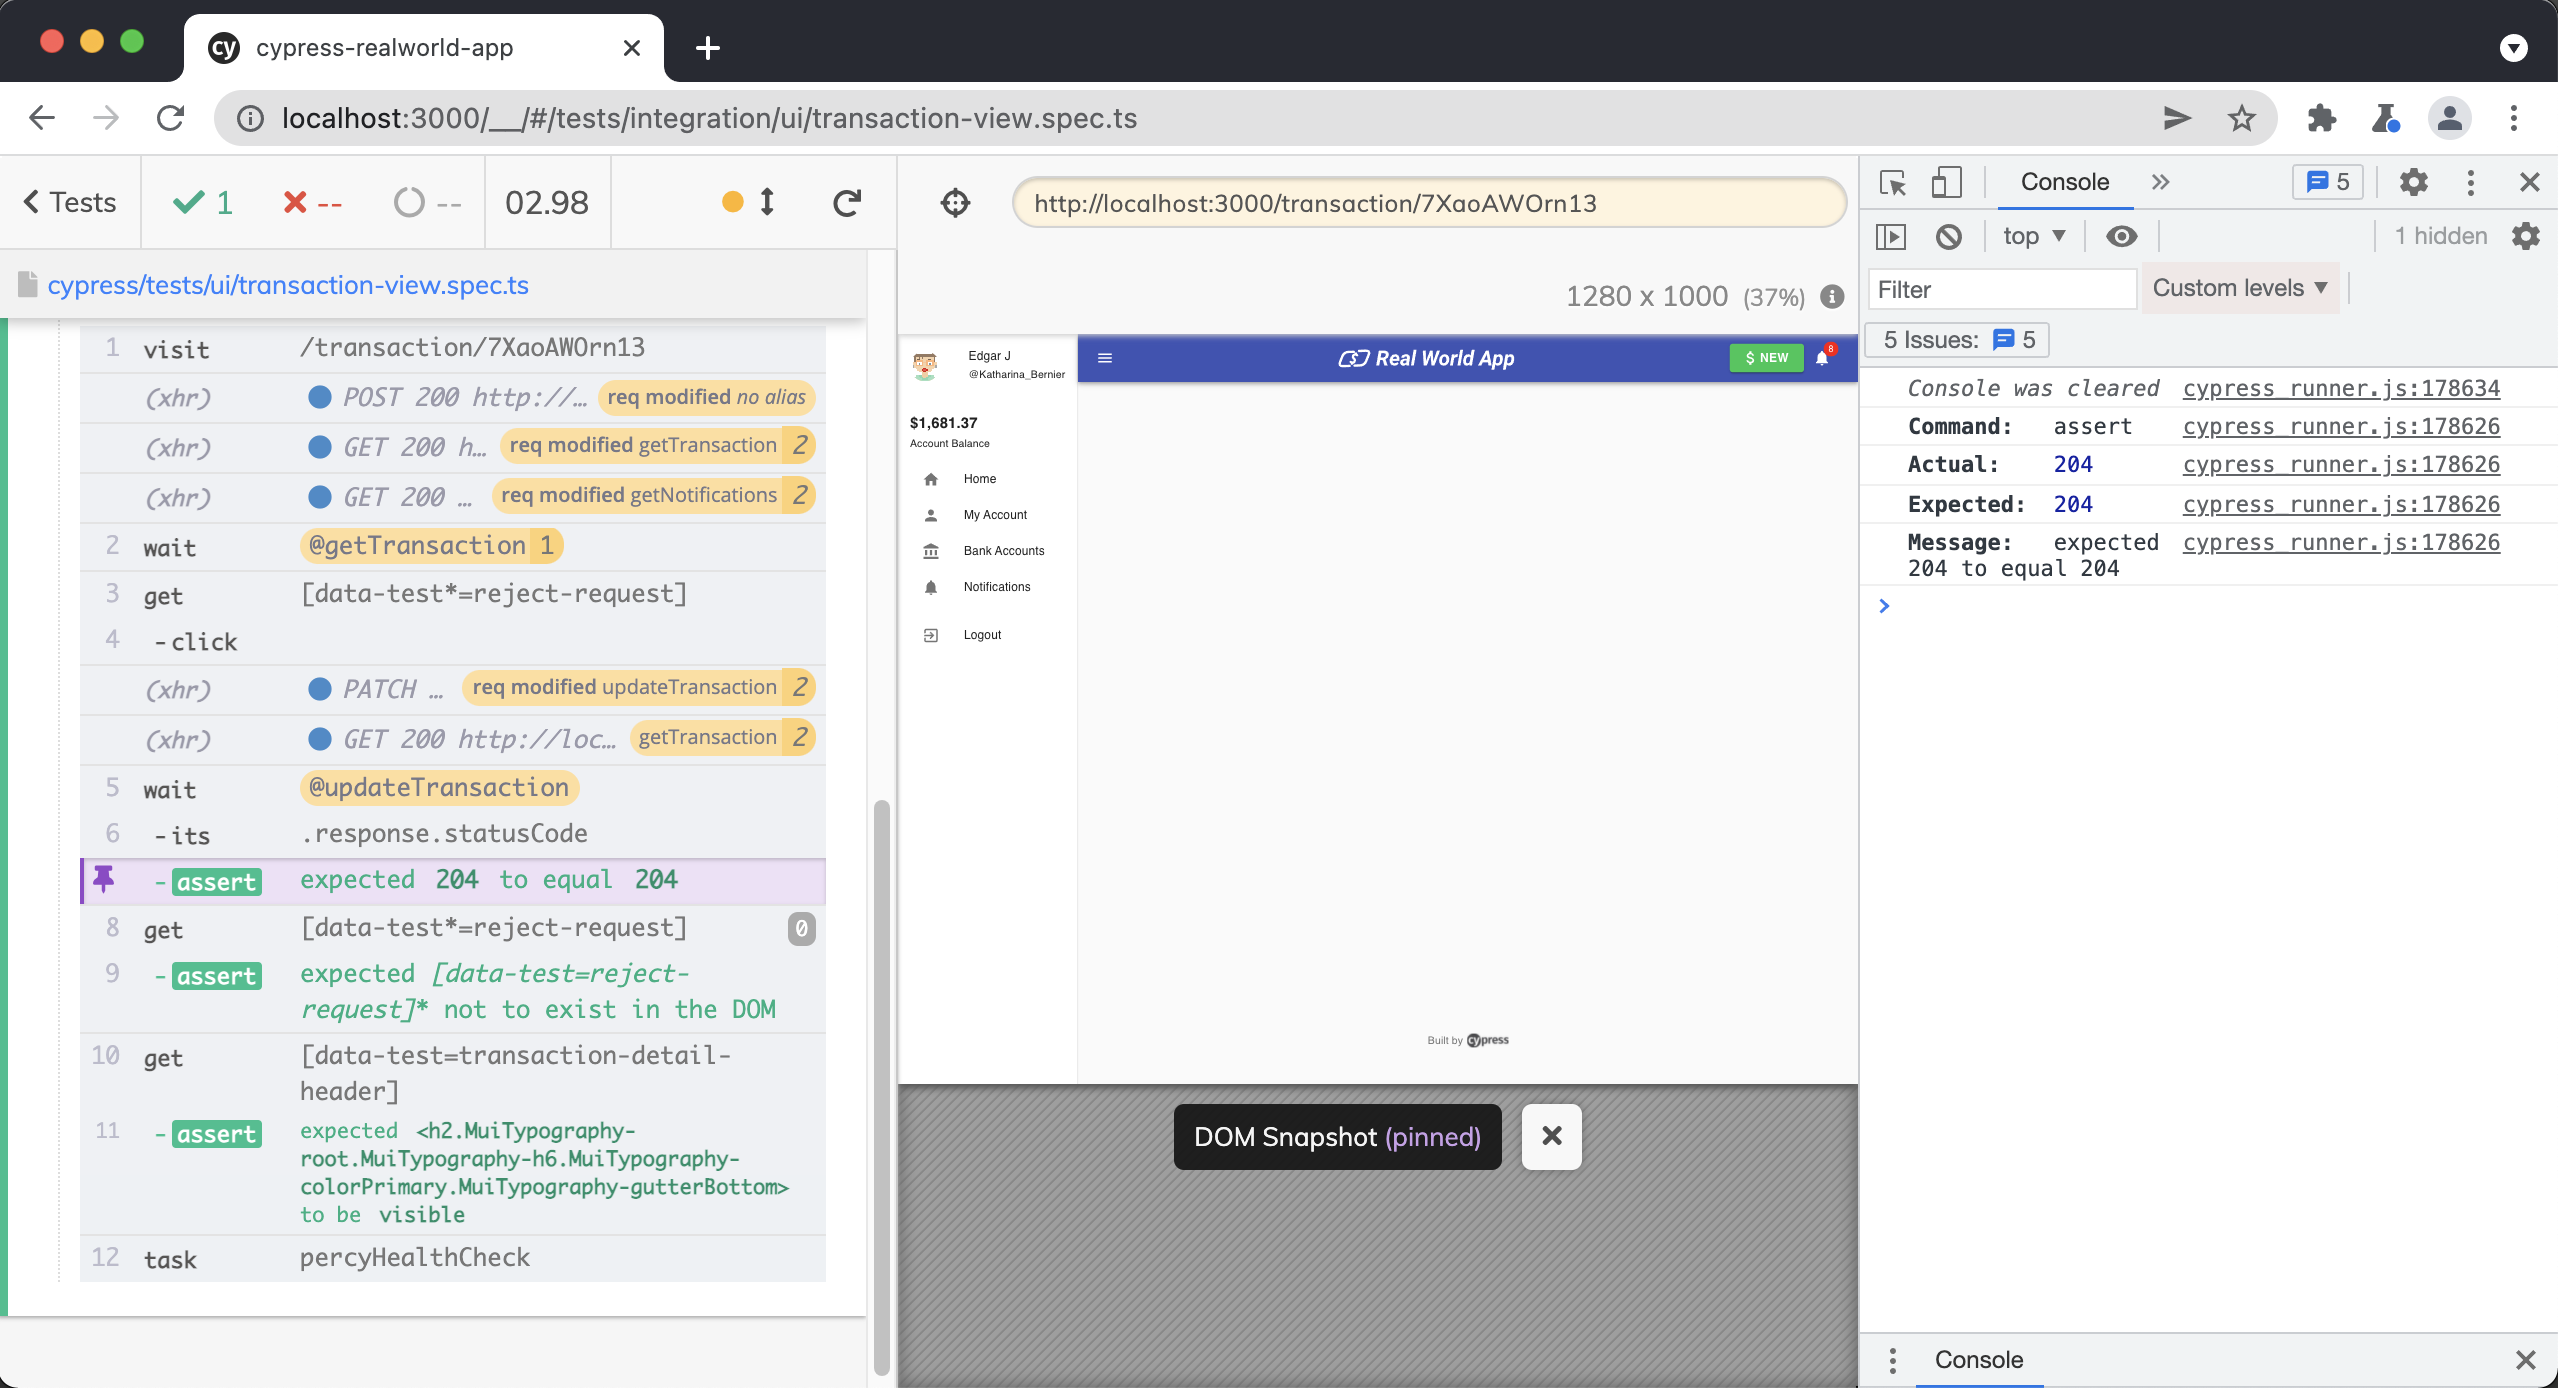 cy cypress-realworld-app
localhost:3000/__/#/tests/integration/ui/transaction-view.spec.ts
Tests 1 -- -- 02.98
cypress/tests/ui/transaction-view.spec.ts
1 visit /transaction/7XaoAWOrn13
(xhr) POST 200 http://… req modified no alias
(xhr) GET 200 h… req modified getTransaction 2
(xhr) GET 200 … req modified getNotifications 2
2 wait @getTransaction 1
3 get [data-test*=reject-request]
4 -click
(xhr) PATCH … req modified updateTransaction 2
(xhr) GET 200 http://loc… getTransaction 2
5 wait @updateTransaction
6 -its .response.statusCode
-assert expected 204 to equal 204
8 get [data-test*=reject-request] 0
9 -assert expected [data-test=reject-
request]* not to exist in the DOM
10 get [data-test=transaction-detail-
header]
11 -assert expected <h2.MuiTypography-
root.MuiTypography-h6.MuiTypography-
colorPrimary.MuiTypography-gutterBottom>
to be visible
12 task percyHealthCheck
http://localhost:3000/transaction/7XaoAWOrn13
1280 x 1000 (37%)
Edgar J
@Katharina_Bernier
Real World App
$ NEW
8
$1,681.37
Account Balance
Home
My Account
Bank Accounts
Notifications
Logout
Built by cypress
DOM Snapshot (pinned)
Console 5
top 1 hidden
Filter Custom levels
5 Issues: 5
Console was cleared cypress_runner.js:178634
Command: assert cypress_runner.js:178626
Actual: 204 cypress_runner.js:178626
Expected: 204 cypress_runner.js:178626
Message: expected cypress_runner.js:178626
204 to equal 204
Console